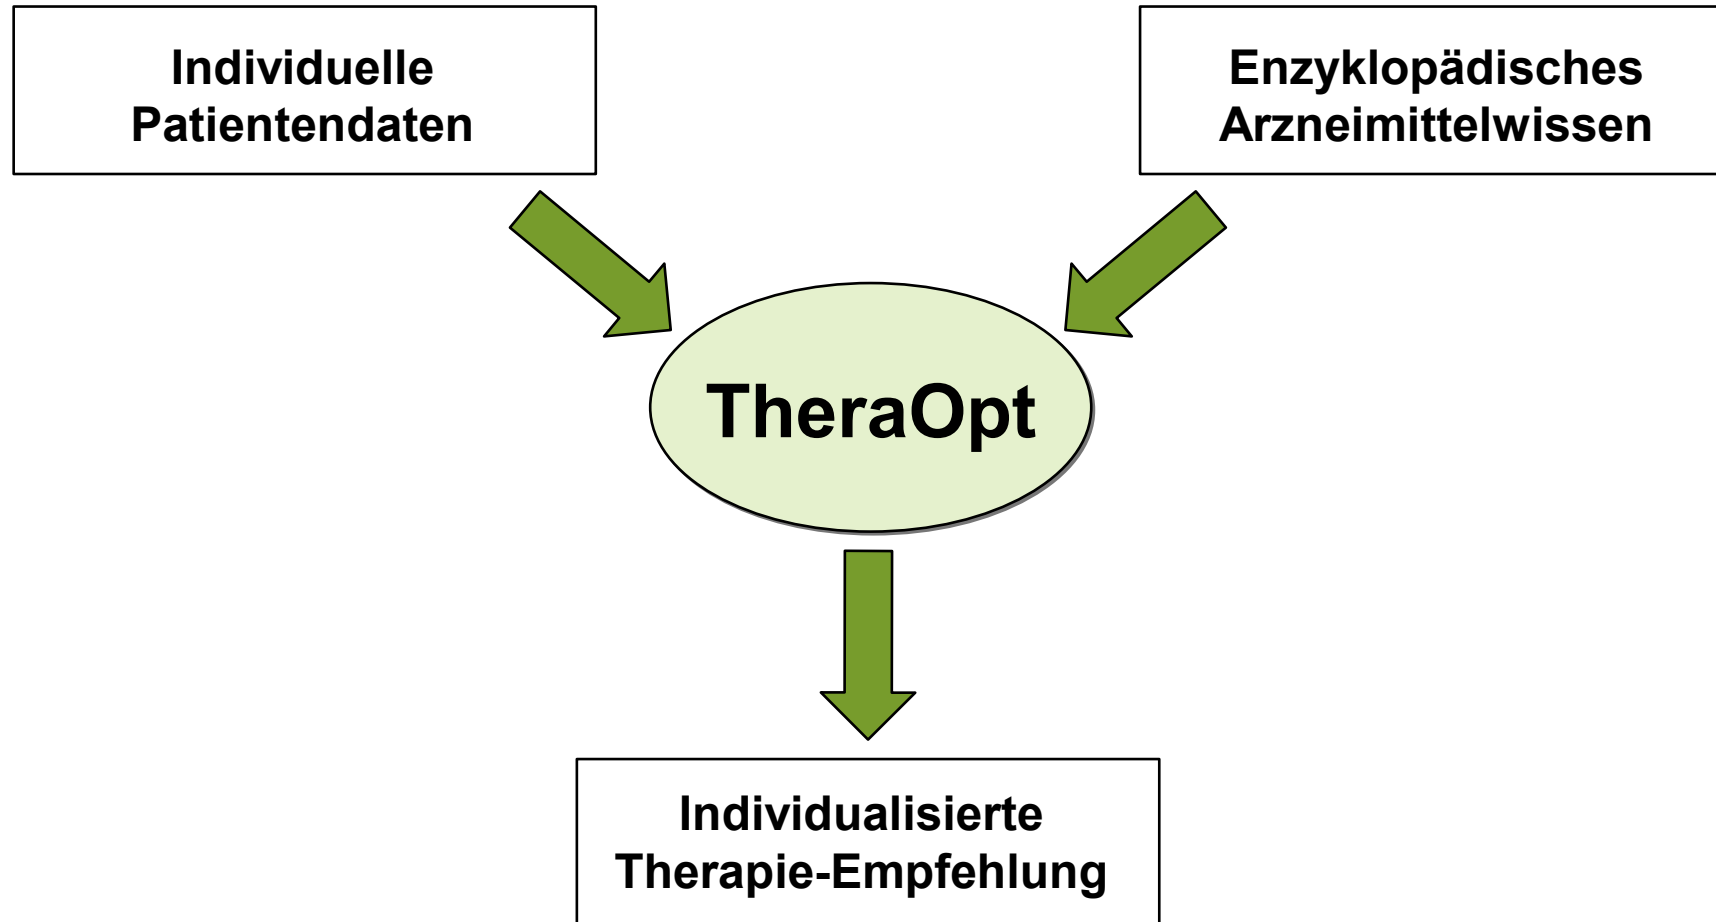 Individuelle
Patientendaten
Enzyklopädisches
Arzneimittelwissen
TheraOpt
Individualisierte
Therapie-Empfehlung